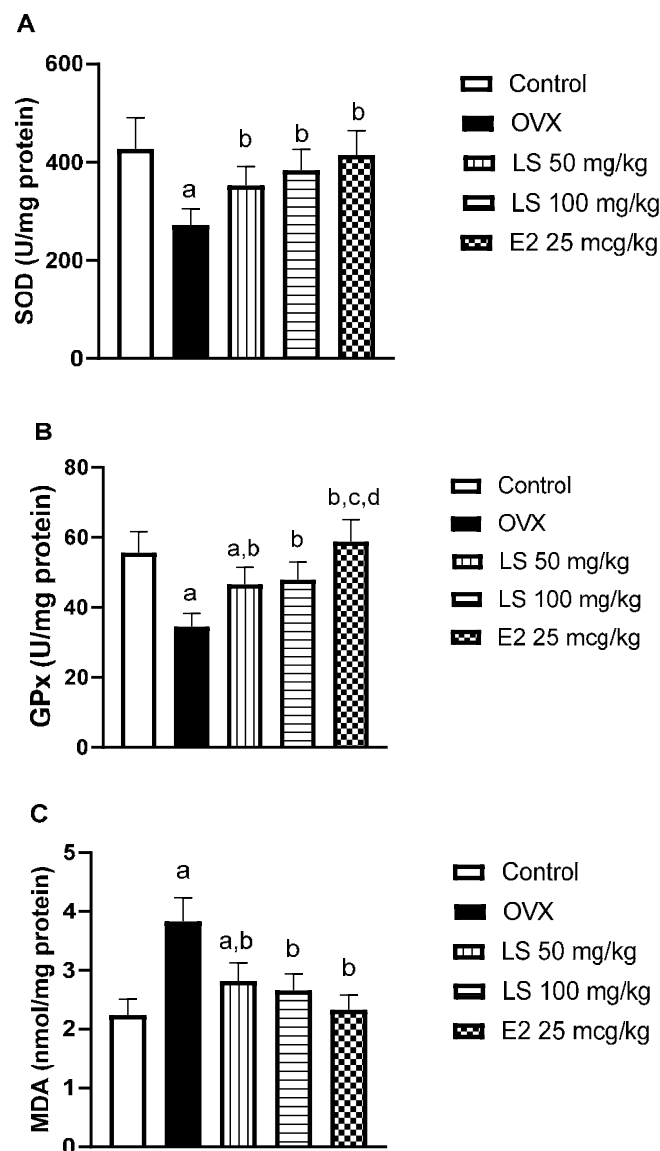 A
SOD (U/mg protein)
600
400
200
0
a
b
b
b
Control
OVX
LS 50 mg/kg
LS 100 mg/kg
E2 25 mcg/kg
B
GPx (U/mg protein)
80
60
40
20
0
a
a,b
b
b,c,d
Control
OVX
LS 50 mg/kg
LS 100 mg/kg
E2 25 mcg/kg
C
MDA (nmol/mg protein)
5
4
3
2
1
0
a
a,b
b
b
Control
OVX
LS 50 mg/kg
LS 100 mg/kg
E2 25 mcg/kg